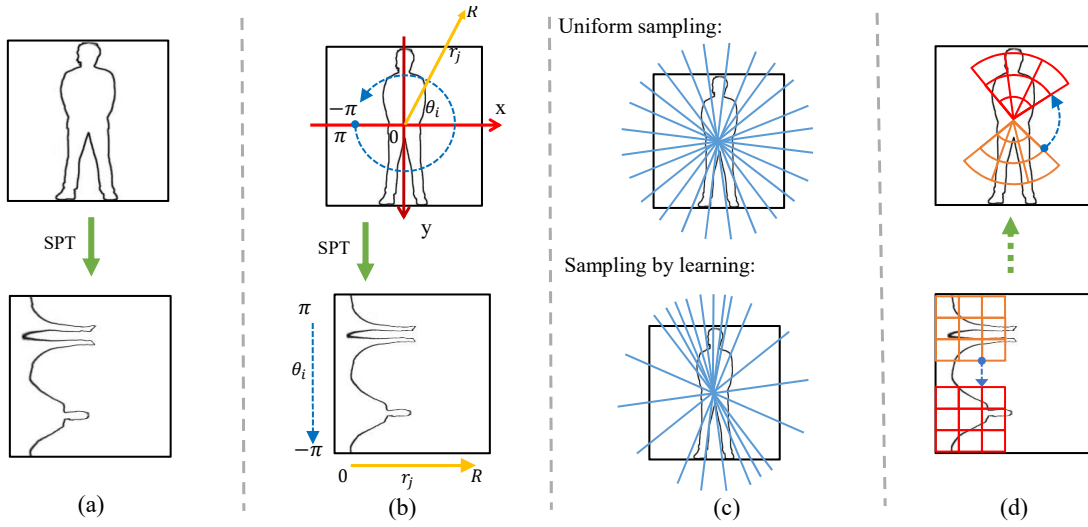 SPT
(a)
R
r_j
θ_i
−π
π
0
x
y
SPT
π
θ_i
−π
0
r_j
R
(b)
Uniform sampling:
Sampling by learning:
(c)
(d)